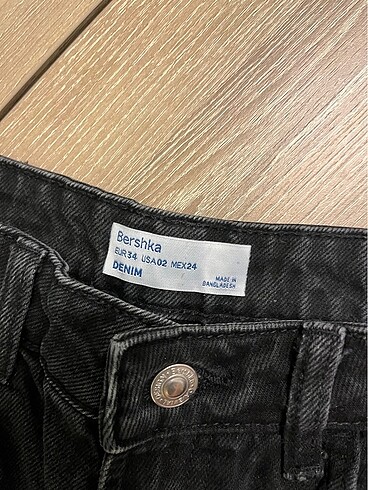 Bershka
EUR34 USA02 MEX24
DENIM
MADE IN
BANGLADESH